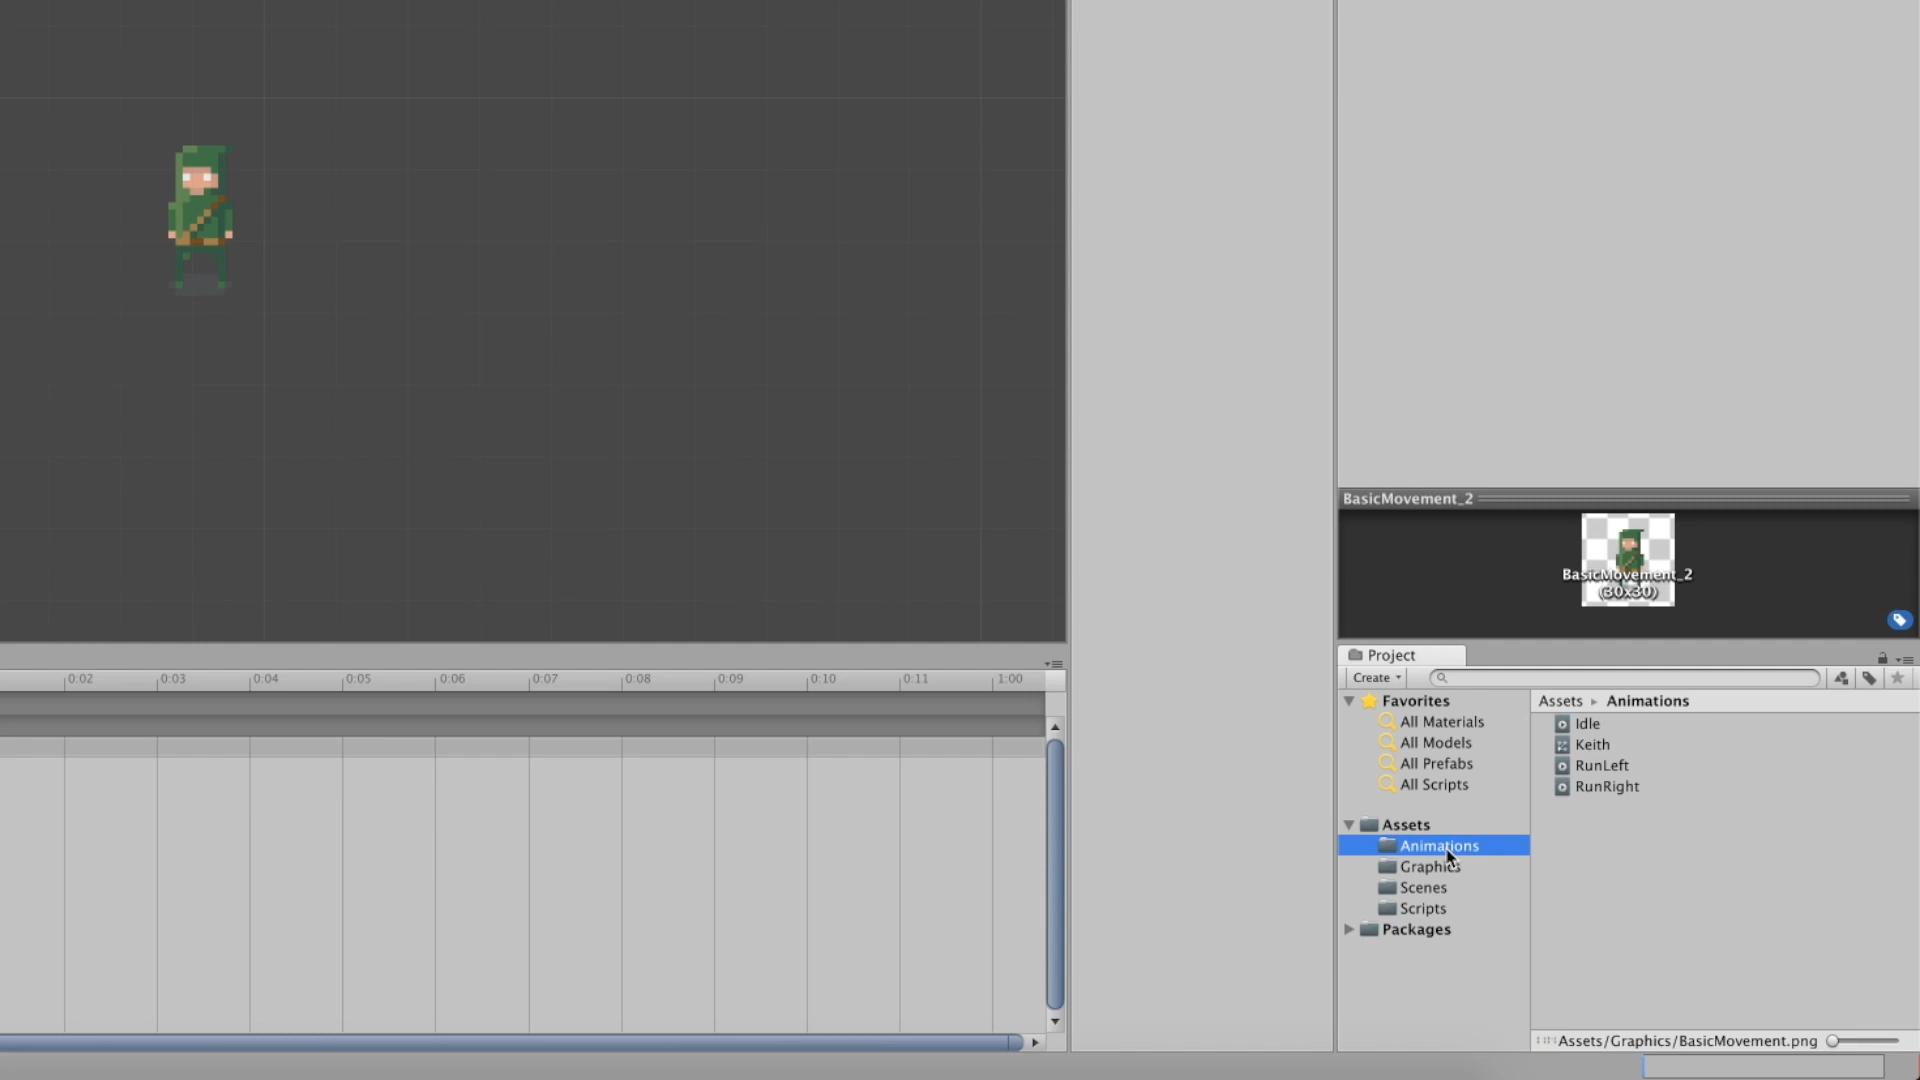 BasicMovement_2
BasicMovement_2
(30x30)
0:02 0:03 0:04 0:05 0:06 0:07 0:08 0:09 0:10 0:11 1:00
Project
Create
Favorites
All Materials
All Models
All Prefabs
All Scripts
Assets
Animations
Graphics
Scenes
Scripts
Packages
Assets Animations
Idle
Keith
RunLeft
RunRight
Assets/Graphics/BasicMovement.png